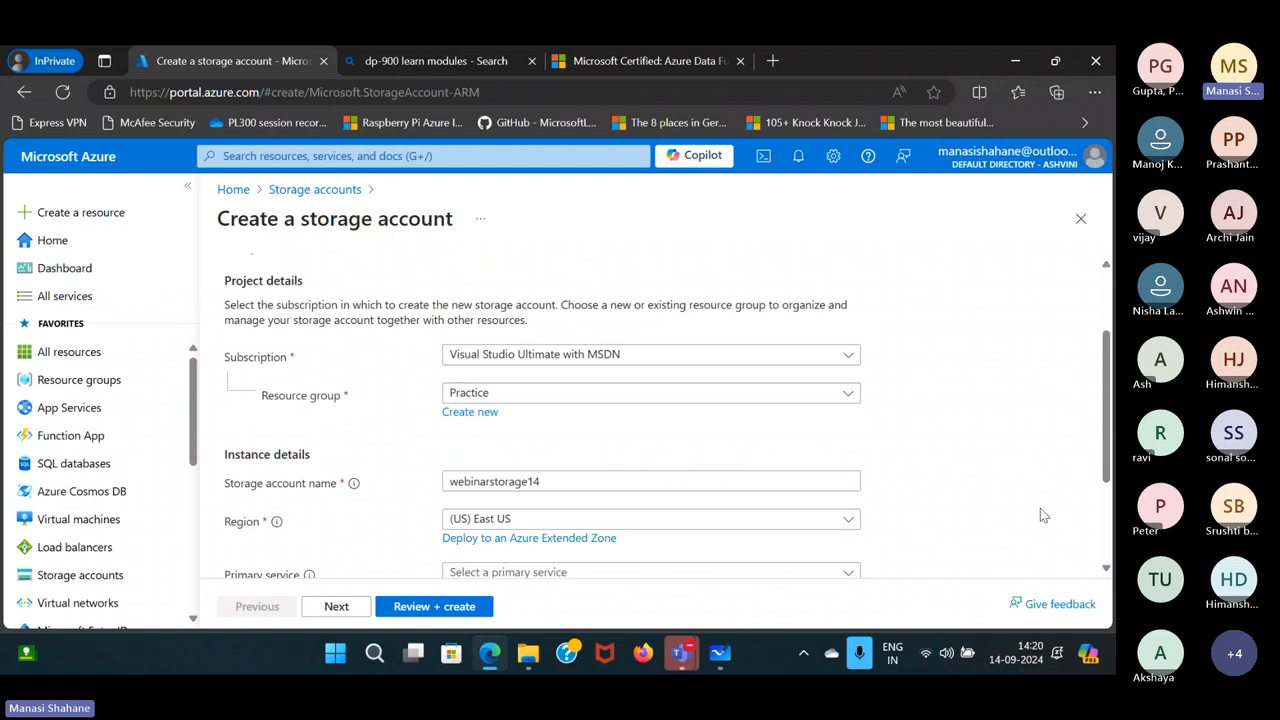 InPrivate
Create a storage account - Micros
dp-900 learn modules - Search
Microsoft Certified: Azure Data Fu
https://portal.azure.com/#create/Microsoft.StorageAccount-ARM
Express VPN
McAfee Security
PL300 session recor...
Raspberry Pi Azure I...
GitHub - MicrosoftL...
The 8 places in Ger...
105+ Knock Knock J...
The most beautiful...
Microsoft Azure
Search resources, services, and docs (G+/)
Copilot
manasishahane@outloo...
DEFAULT DIRECTORY - ASHVINI
Create a resource
Home
Dashboard
All services
FAVORITES
All resources
Resource groups
App Services
Function App
SQL databases
Azure Cosmos DB
Virtual machines
Load balancers
Storage accounts
Virtual networks
Home > Storage accounts >
Create a storage account ...
Project details
Select the subscription in which to create the new storage account. Choose a new or existing resource group to organize and
manage your storage account together with other resources.
Subscription *
Visual Studio Ultimate with MSDN
Resource group *
Practice
Create new
Instance details
Storage account name *
webinarstorage14
Region *
(US) East US
Deploy to an Azure Extended Zone
Primary service
Select a primary service
Previous
Next
Review + create
Give feedback
ENG
IN
14:20
14-09-2024
Manasi Shahane
PG
Gupta, P...
MS
Manasi S...
Manoj K...
PP
Prashant...
V
vijay
AJ
Archi Jain
Nisha La...
AN
Ashwin ...
A
Ash
HJ
Himansh...
R
ravi
SS
sonal so...
P
Peter
SB
Srushti b...
TU
HD
Himansh...
A
Akshaya
+4